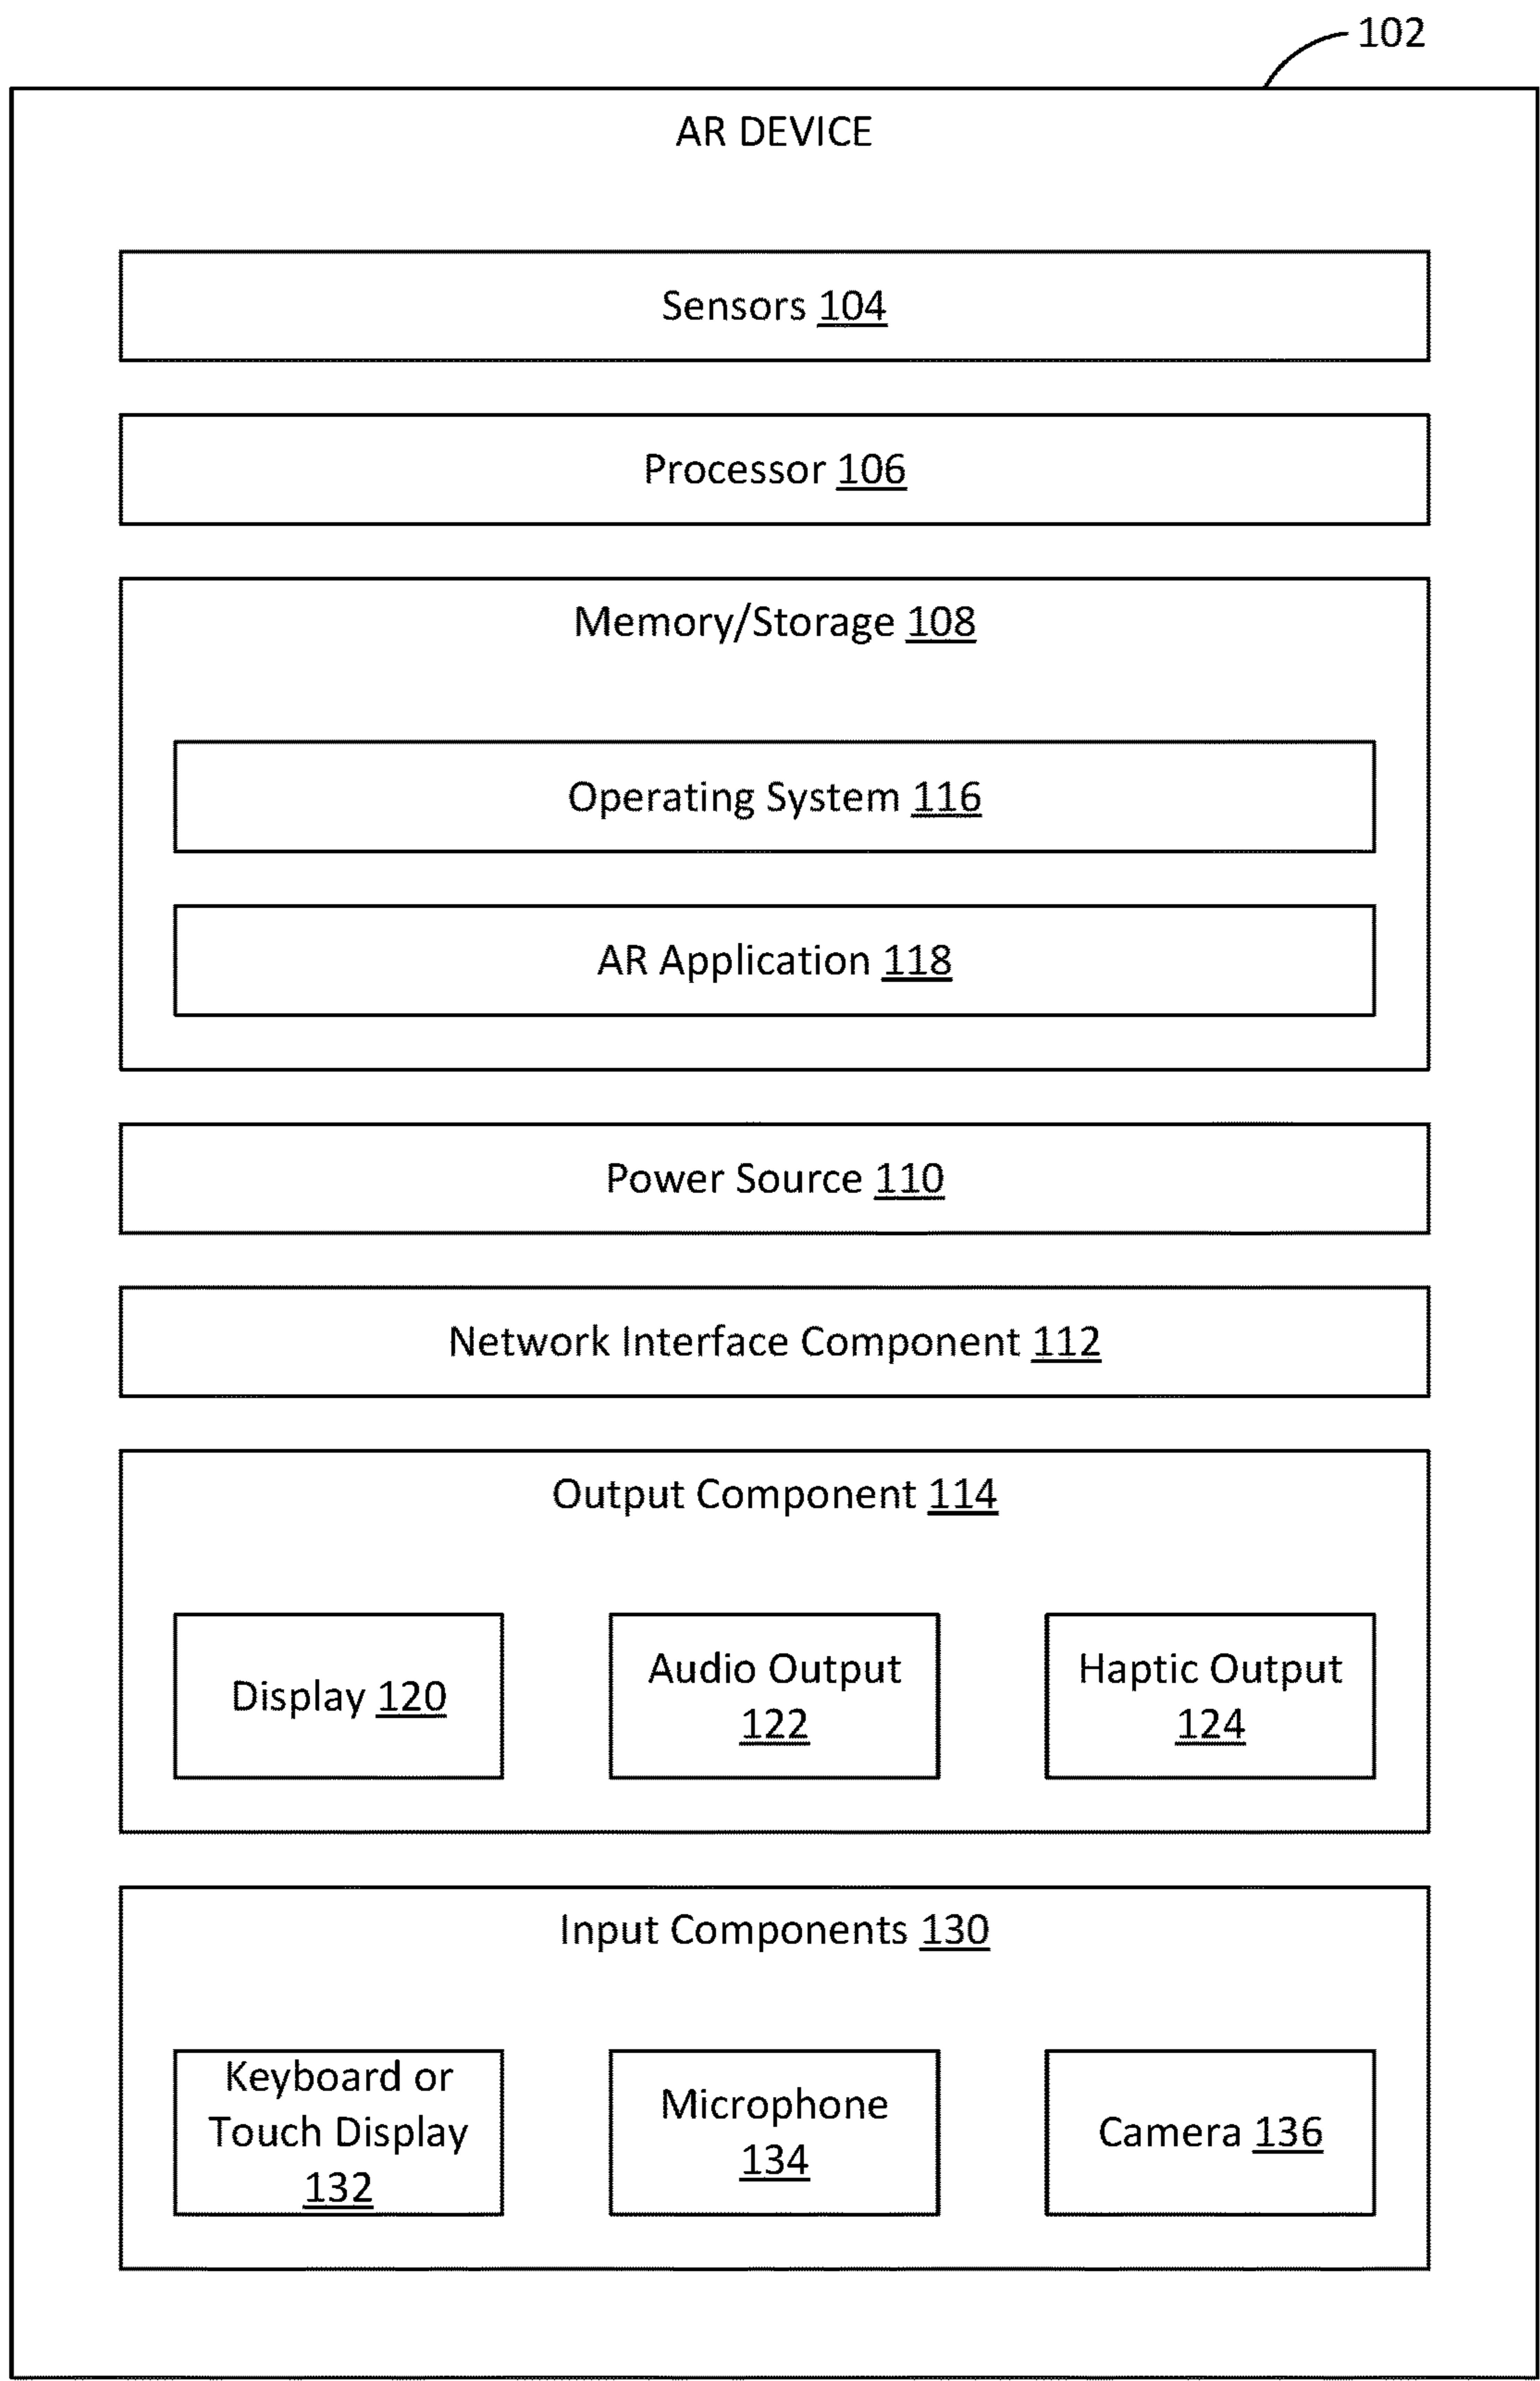 102
AR DEVICE
Sensors 104
Processor 106
Memory/Storage 108
Operating System 116
AR Application 118
Power Source 110
Network Interface Component 112
Output Component 114
Display 120
Audio Output
122
Haptic Output
124
Input Components 130
Keyboard or
Touch Display
132
Microphone
134
Camera 136